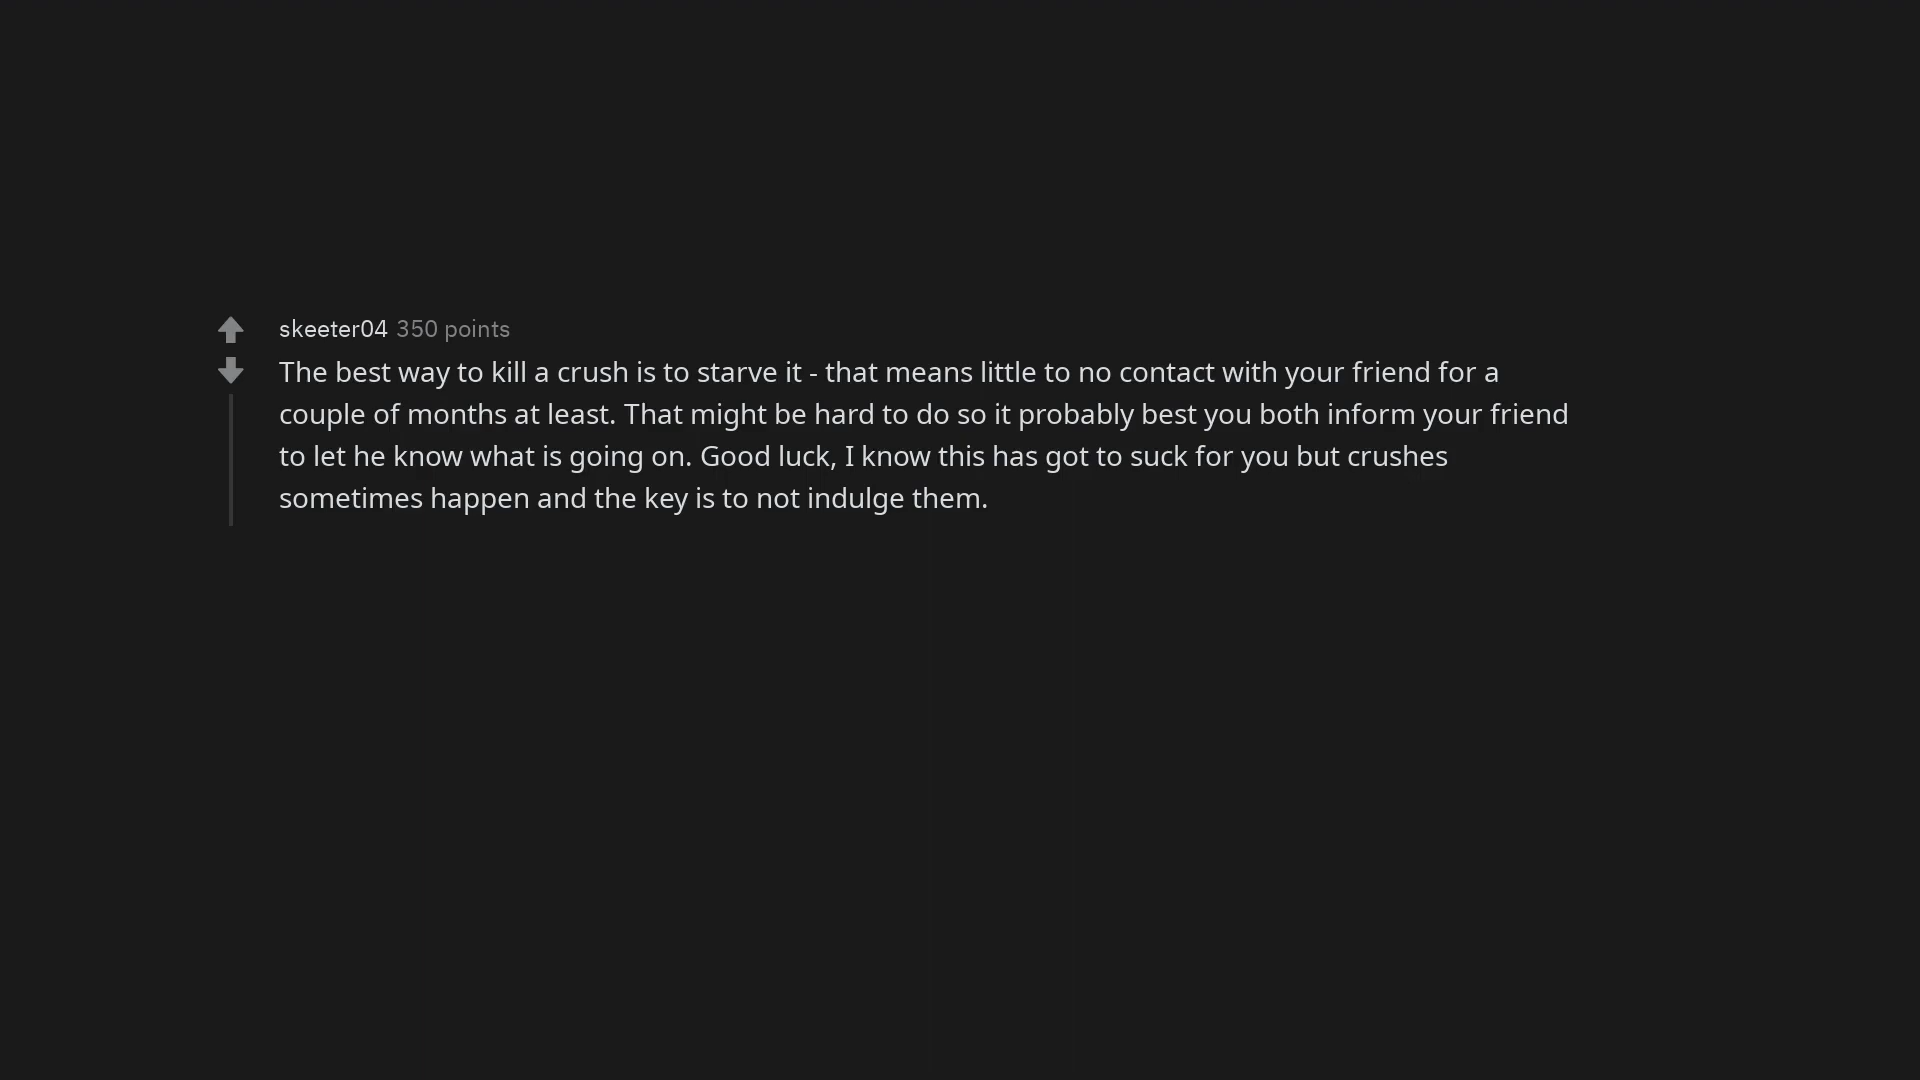 skeeter04 350 points
The best way to kill a crush is to starve it - that means little to no contact with your friend for a
couple of months at least. That might be hard to do so it probably best you both inform your friend
to let he know what is going on. Good luck, I know this has got to suck for you but crushes
sometimes happen and the key is to not indulge them.